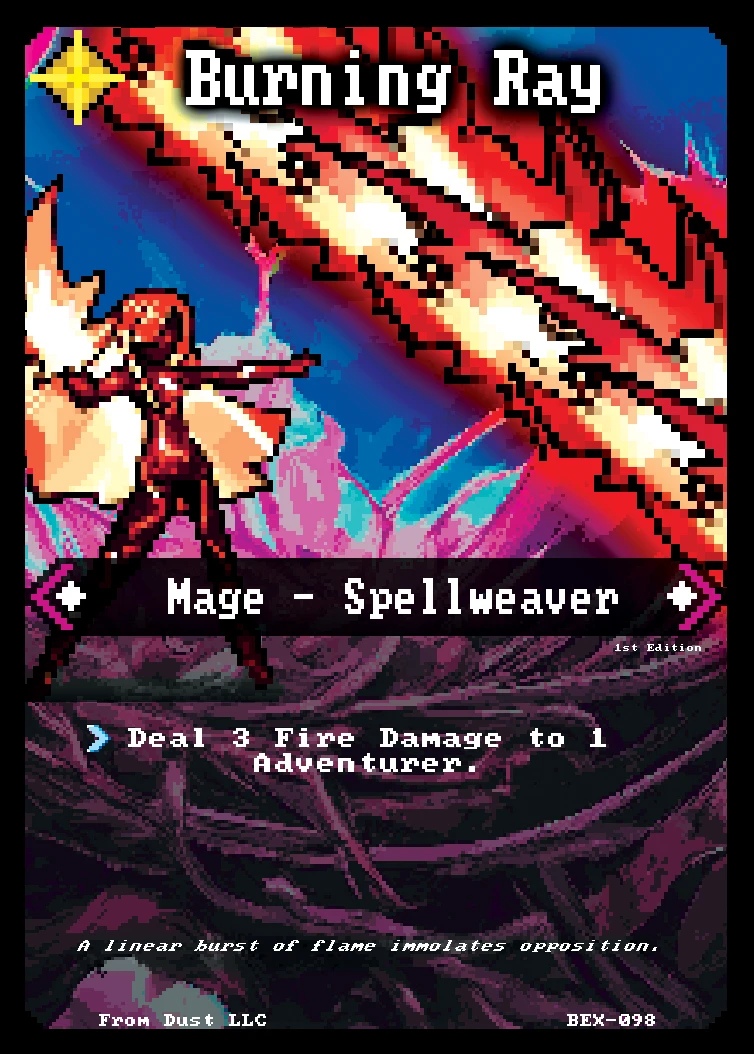 Burning Ray
Mage - Spellweaver
1st Edition
Deal 3 Fire Damage to 1
Adventurer.
A linear burst of flame immolates opposition.
From Dust LLC
BEX-098